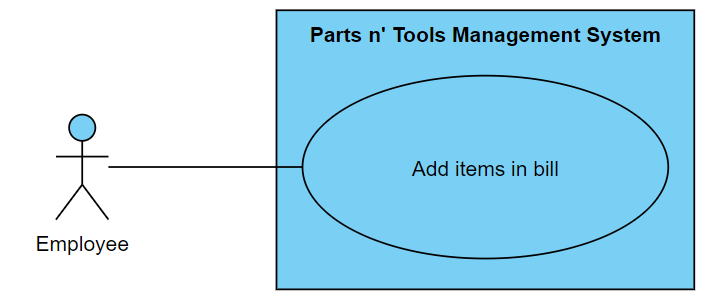 Parts n' Tools Management System
Add items in bill
Employee